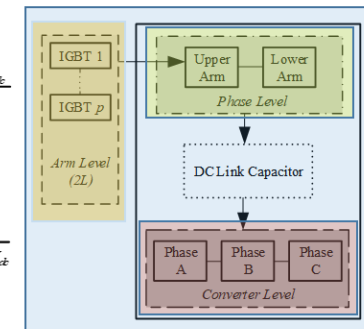 IGBT 1
IGBT p
Arm Level
(2L)
Upper
Arm
Lower
Arm
Phase Level
DC Link Capacitor
Phase
A
Phase
B
Phase
C
Converter Level